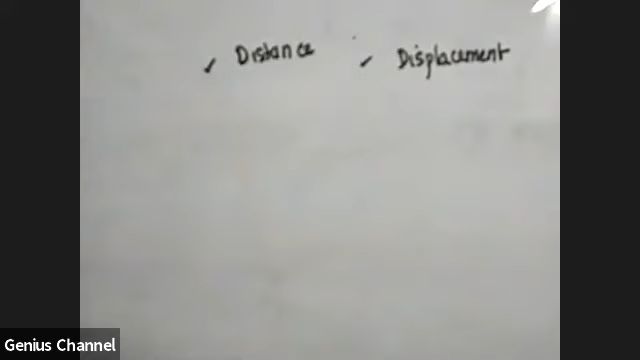 ✓ Distance ✓ Displacement
Genius Channel